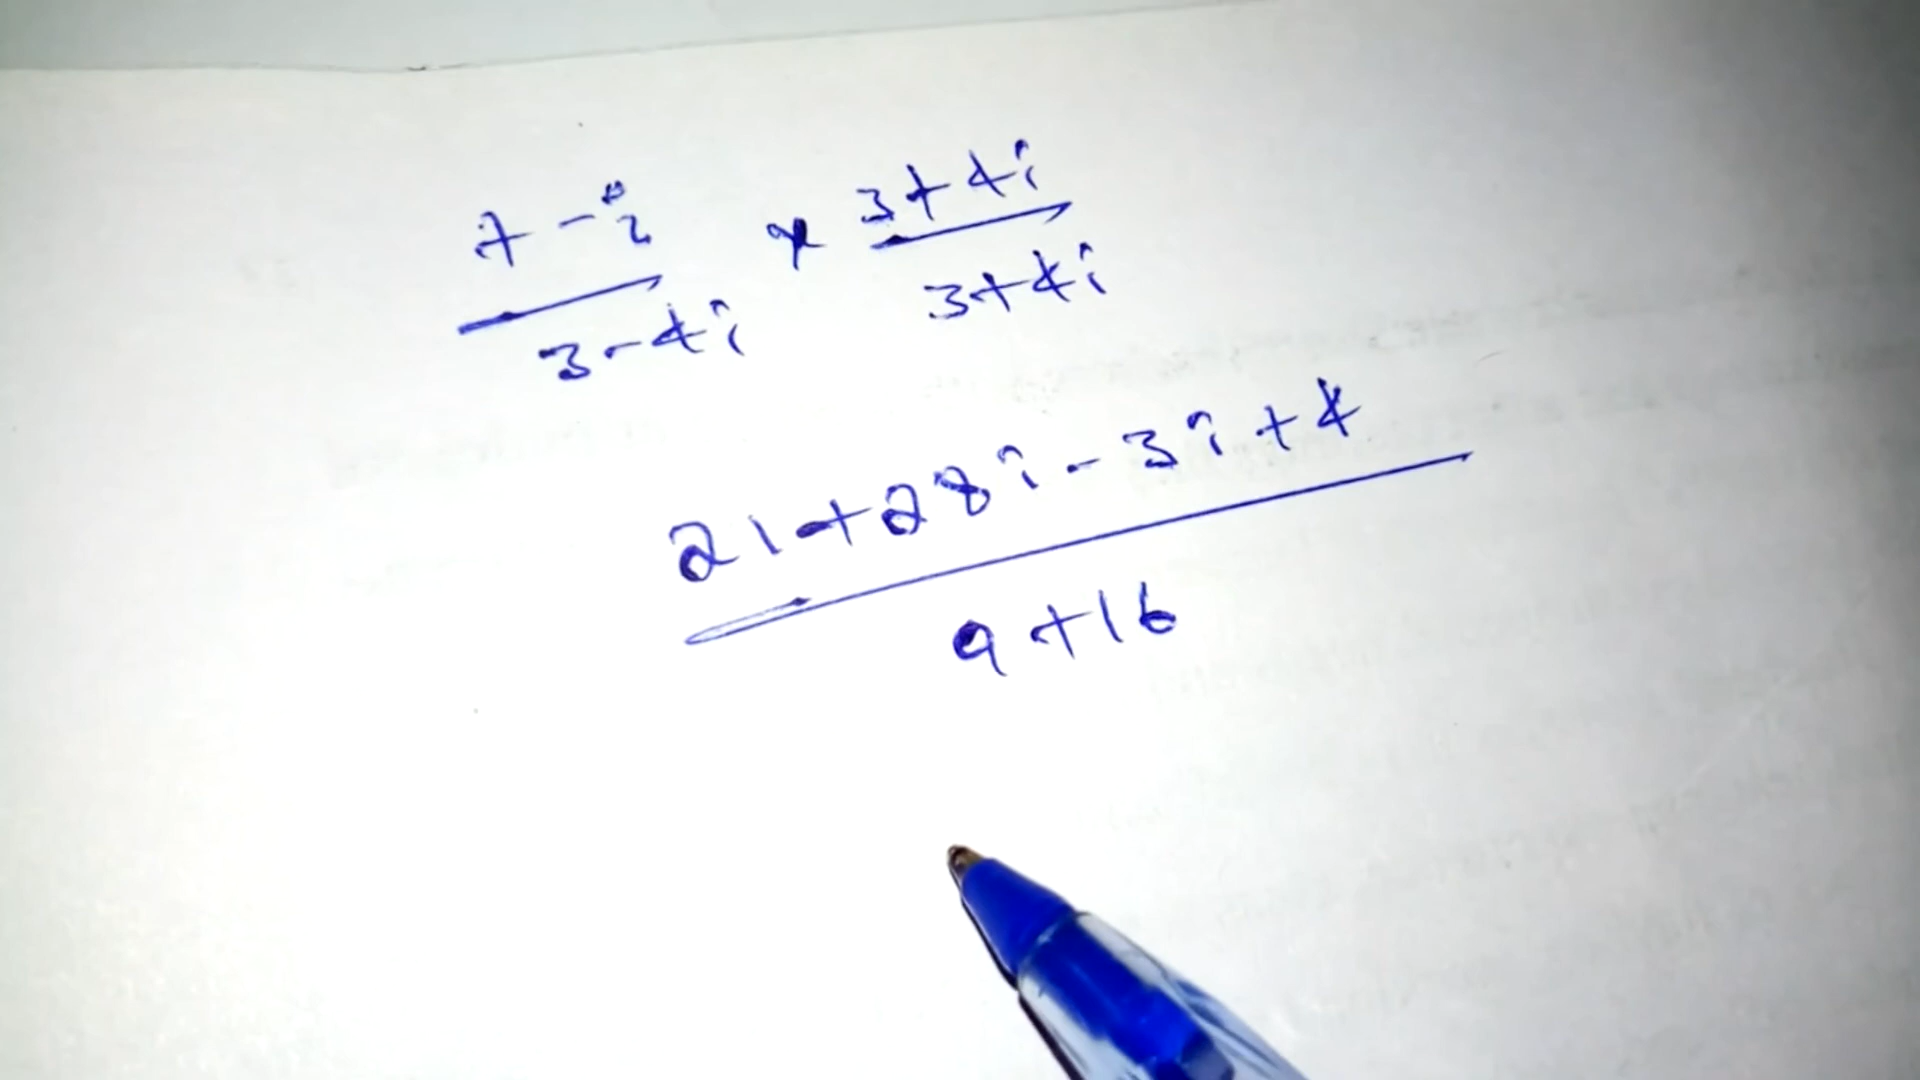 7 - i / 3 - 4i × 3 + 4i / 3 + 4i
21 + 28i - 3i + 4
9 + 16